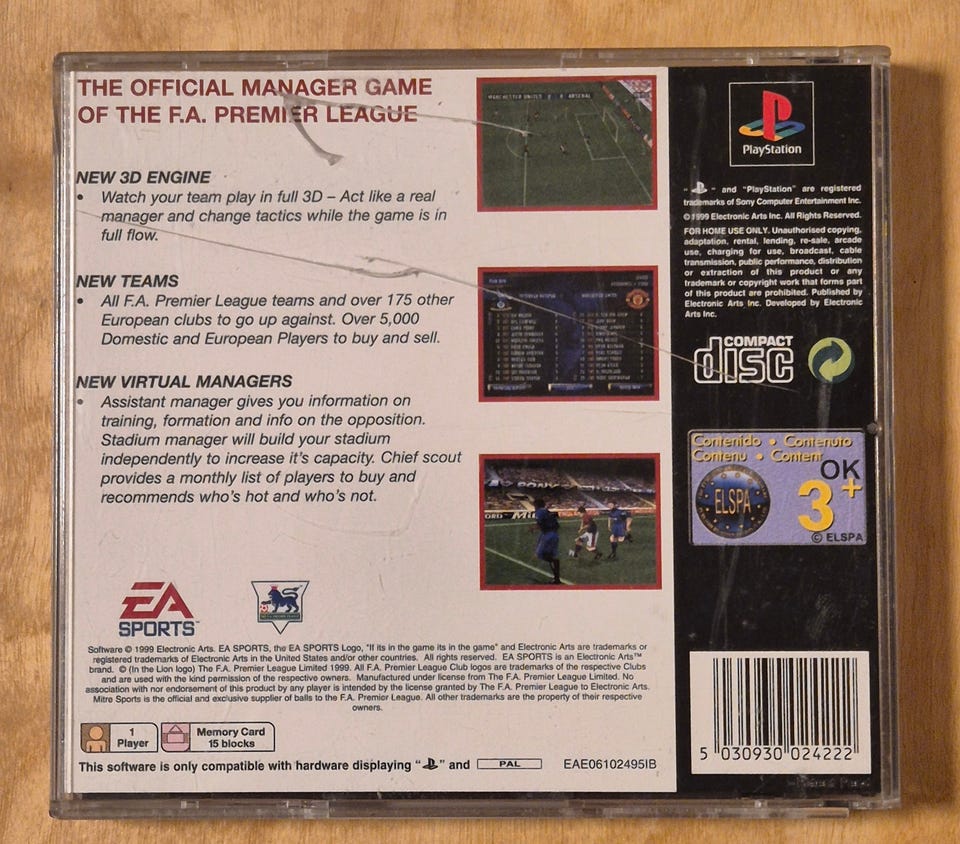 THE OFFICIAL MANAGER GAME
OF THE F.A. PREMIER LEAGUE
NEW 3D ENGINE
• Watch your team play in full 3D – Act like a real
manager and change tactics while the game is in
full flow.
NEW TEAMS
• All F.A. Premier League teams and over 175 other
European clubs to go up against. Over 5,000
Domestic and European Players to buy and sell.
NEW VIRTUAL MANAGERS
• Assistant manager gives you information on
training, formation and info on the opposition.
Stadium manager will build your stadium
independently to increase it's capacity. Chief scout
provides a monthly list of players to buy and
recommends who's hot and who's not.
MANCHESTER UNITED
ARSENAL
EA
SPORTS™
Software © 1999 Electronic Arts. EA SPORTS, the EA SPORTS Logo, "If its in the game its in the game" and Electronic Arts are trademarks or
registered trademarks of Electronic Arts in the United States and/or other countries. All rights reserved. EA SPORTS is an Electronic Arts™
brand. © (In the Lion logo) The F.A. Premier League Limited 1999. All F.A. Premier League Club logos are trademarks of the respective Clubs
and are used with the kind permission of the respective owners. Manufactured under license from The F.A. Premier League Limited. No
association with nor endorsement of this product by any player is intended by the license granted by The F.A. Premier League to Electronic Arts.
Mitre Sports is the official and exclusive supplier of balls to the F.A. Premier League. All other trademarks are the property of their respective
owners.
1
Player
Memory Card
15 blocks
This software is only compatible with hardware displaying " " and PAL
EAE06102495IB
PlayStation
" " and "PlayStation" are registered
trademarks of Sony Computer Entertainment Inc.
© 1999 Electronic Arts Inc. All Rights Reserved.
FOR HOME USE ONLY. Unauthorised copying,
adaptation, rental, lending, re-sale, arcade
use, charging for use, broadcast, cable
transmission, public performance, distribution
or extraction of this product or any
trademark or copyright work that forms part
of this product are prohibited. Published by
Electronic Arts Inc. Developed by Electronic
Arts Inc.
COMPACT
disc
Contenido • Contenuto
Contenu • Content
OK
ELSPA
3+
© ELSPA
5 030930 024222